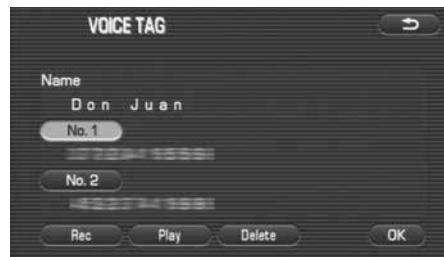 VOICE TAG
Name
Don Juan
No. 1
No. 2
Rec Play Delete OK